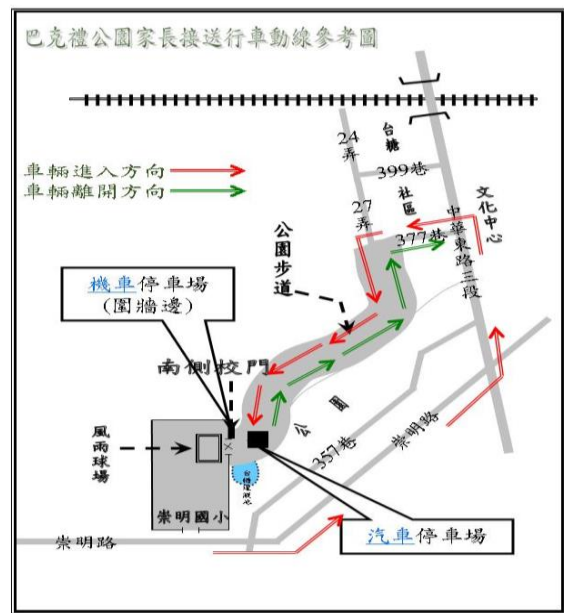 巴克禮公園家長接送行車動線參考圖
24弄
台糖
399巷
社區
車輛進入方向
車輛離開方向
27弄
377巷
文化中心
中華東路三段
公園步道
機車停車場
(圍牆邊)
南側校門
公園
357巷
崇明路
風雨球場
崇明國小
汽車停車場
崇明路